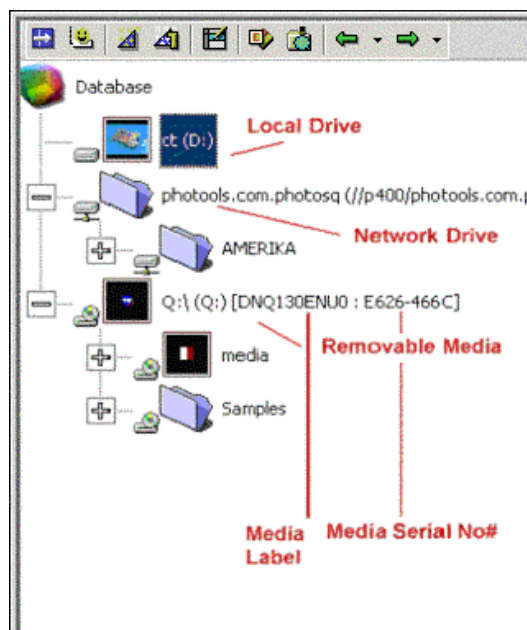 Database
ct (D:)
Local Drive
photools.com.photosq (//p400/photools.com.p
Network Drive
AMERIKA
Q:\ (Q:) [DNQ130ENU0 : E626-466C]
Removable Media
media
Samples
Media Label
Media Serial No#